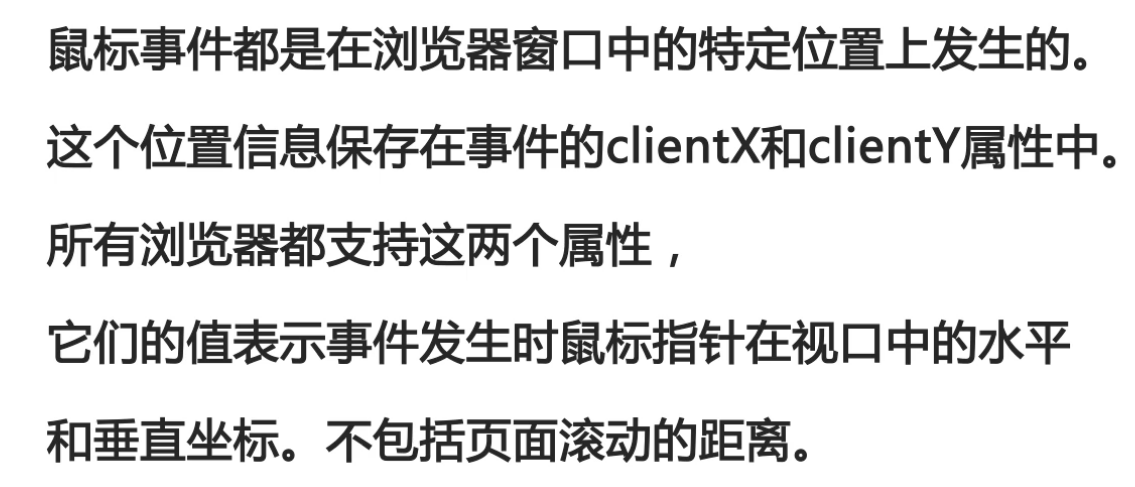 鼠标事件都是在浏览器窗口中的特定位置上发生的。
这个位置信息保存在事件的clientX和clientY属性中。
所有浏览器都支持这两个属性，
它们的值表示事件发生时鼠标指针在视口中的水平
和垂直坐标。不包括页面滚动的距离。